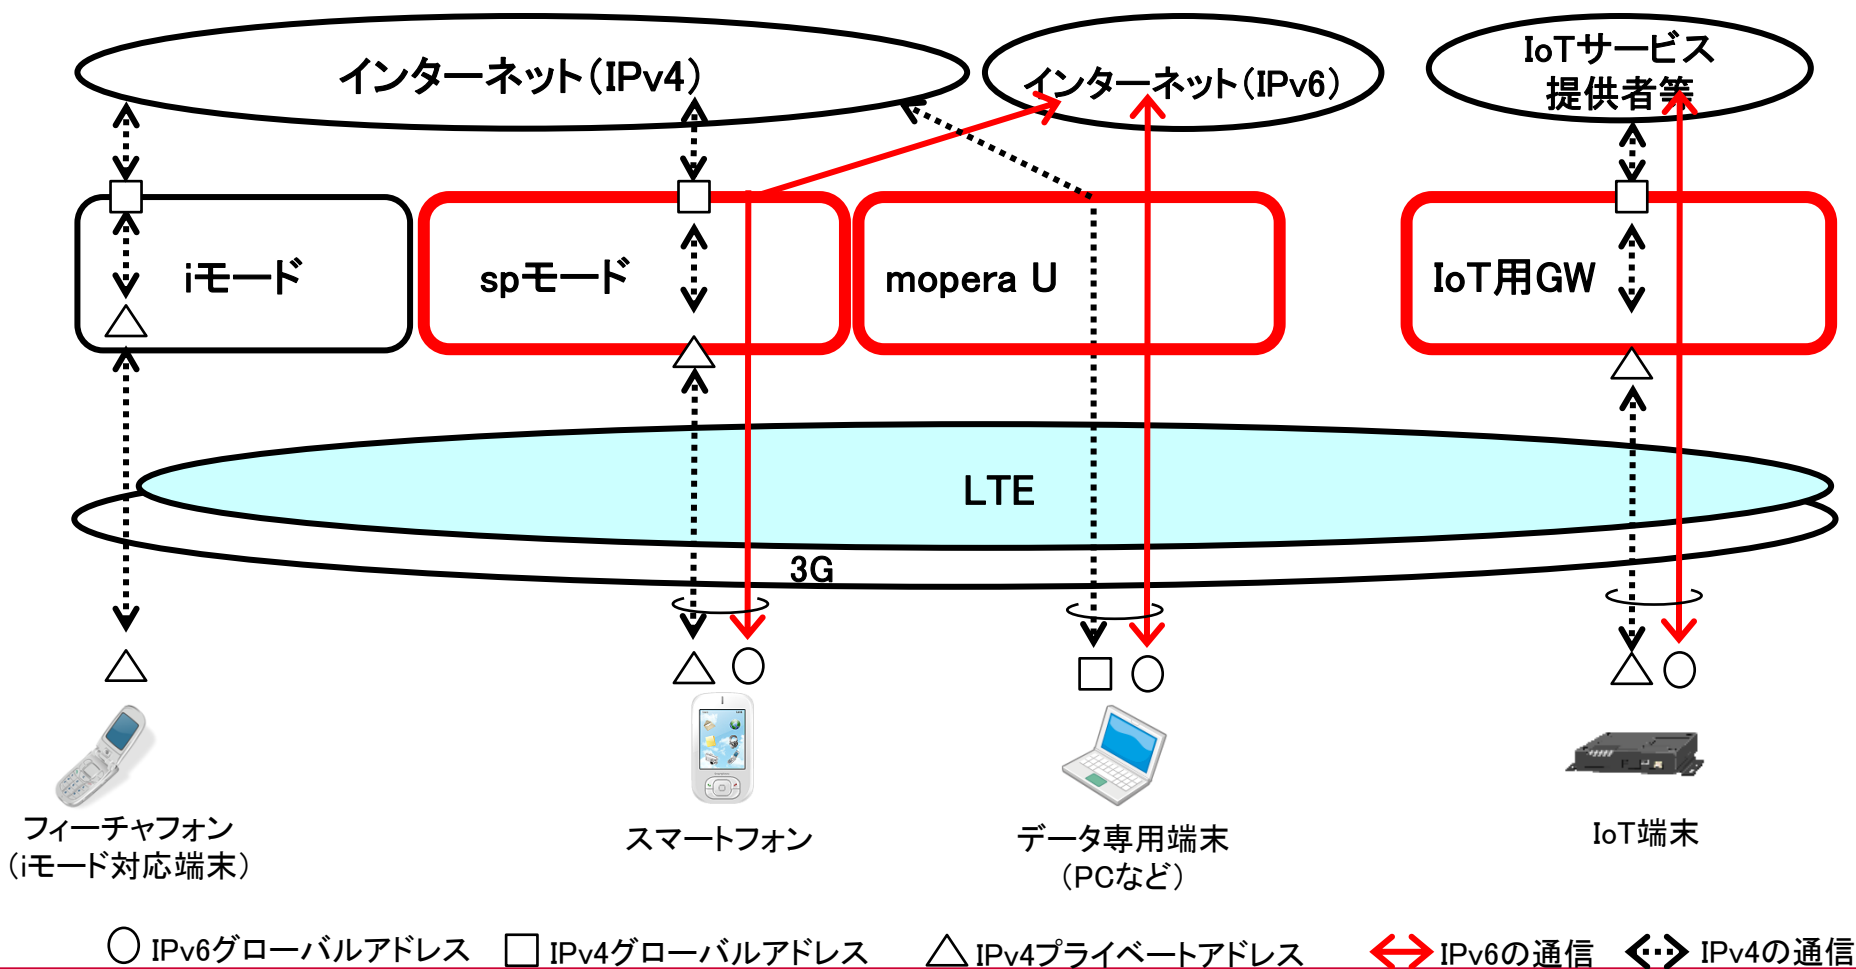 インターネット（IPv4）
インターネット（IPv6）
IoTサービス
提供者等
iモード
spモード
mopera U
IoT用GW
LTE
3G
フィーチャフォン
（iモード対応端末）
スマートフォン
データ専用端末
（PCなど）
IoT端末
IPv6グローバルアドレス
IPv4グローバルアドレス
IPv4プライベートアドレス
IPv6の通信
IPv4の通信